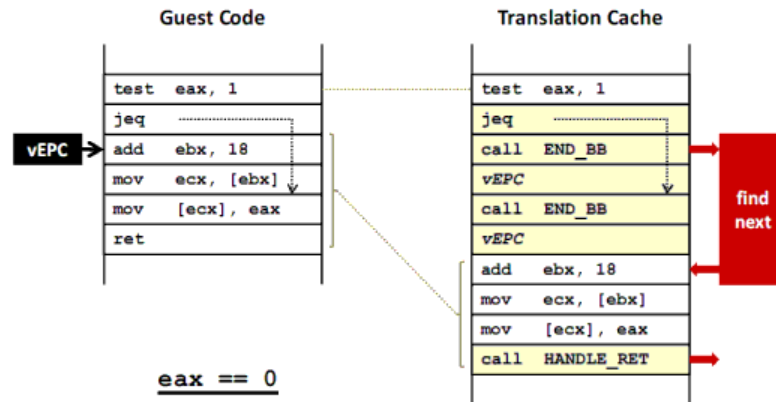 Guest Code
Translation Cache
test eax, 1
jeq
vEPC
add ebx, 18
mov ecx, [ebx]
mov [ecx], eax
ret
eax == 0
test eax, 1
jeq
call END_BB
vEPC
call END_BB
vEPC
add ebx, 18
mov ecx, [ebx]
mov [ecx], eax
call HANDLE_RET
find
next